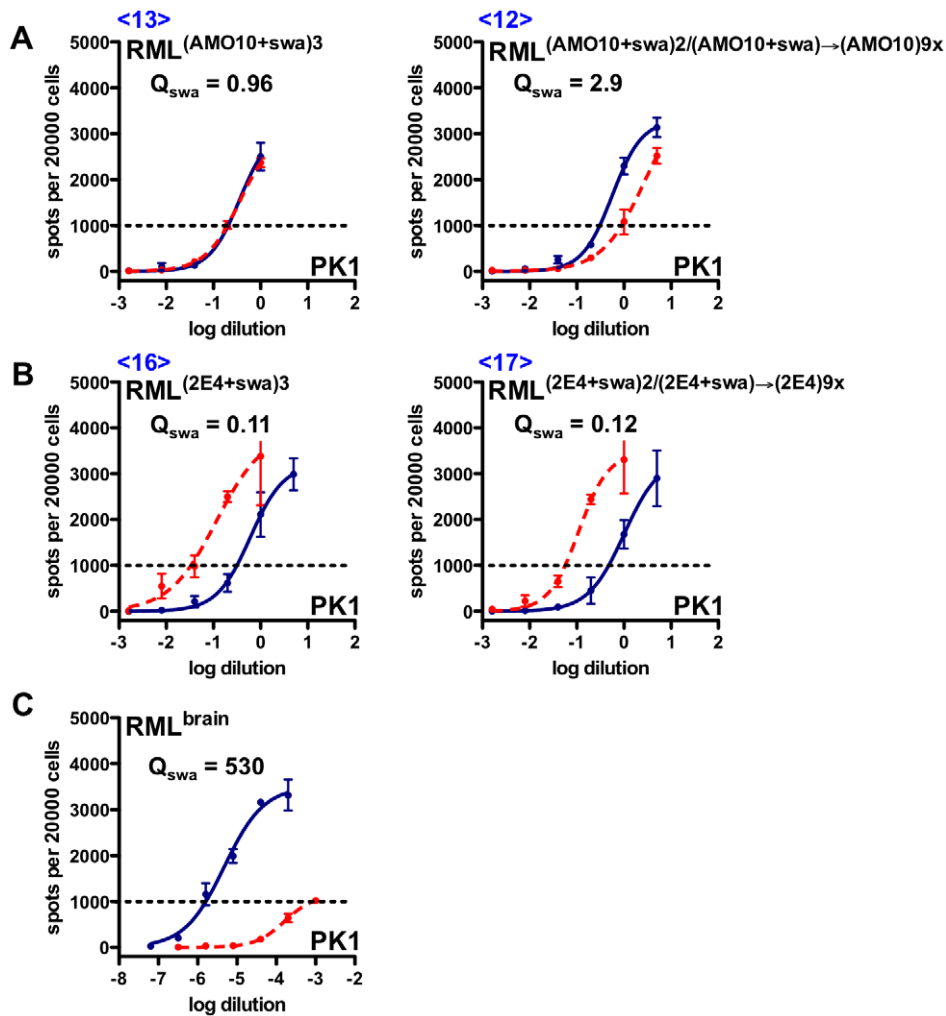 A
<13>
RML(AMO10+swa)3
Qswa = 0.96
5000
4000
3000
2000
1000
0
spots per 20000 cells
PK1
-3 -2 -1 0 1 2
log dilution
<12>
RML(AMO10+swa)2/(AMO10+swa)→(AMO10)9x
Qswa = 2.9
5000
4000
3000
2000
1000
0
spots per 20000 cells
PK1
-3 -2 -1 0 1 2
log dilution
B
<16>
RML(2E4+swa)3
Qswa = 0.11
5000
4000
3000
2000
1000
0
spots per 20000 cells
PK1
-3 -2 -1 0 1 2
log dilution
<17>
RML(2E4+swa)2/(2E4+swa)→(2E4)9x
Qswa = 0.12
5000
4000
3000
2000
1000
0
spots per 20000 cells
PK1
-3 -2 -1 0 1 2
log dilution
C
RMLbrain
Qswa = 530
5000
4000
3000
2000
1000
0
spots per 20000 cells
PK1
-8 -7 -6 -5 -4 -3 -2
log dilution